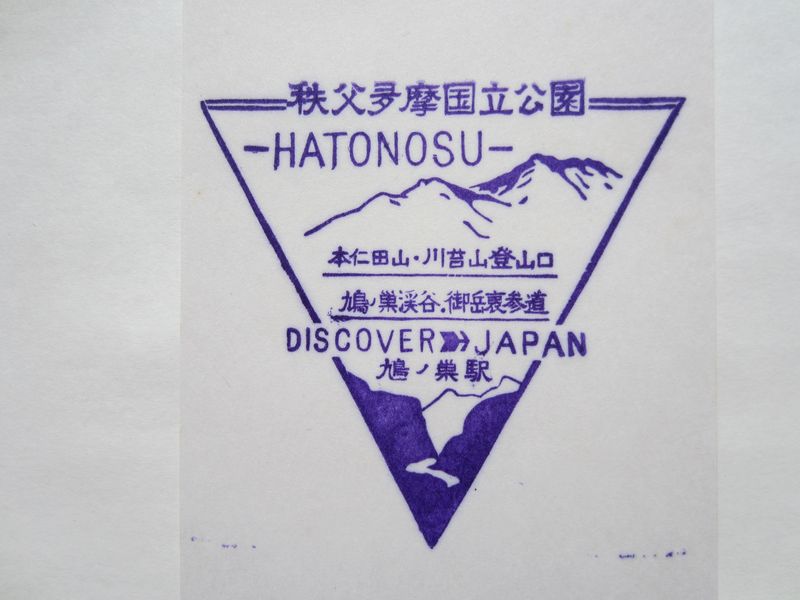 秩父多摩国立公園
-HATONOSU-
本仁田山・川苔山登山口
鳩ノ巣渓谷・御岳裏参道
DISCOVER JAPAN
鳩ノ巣駅